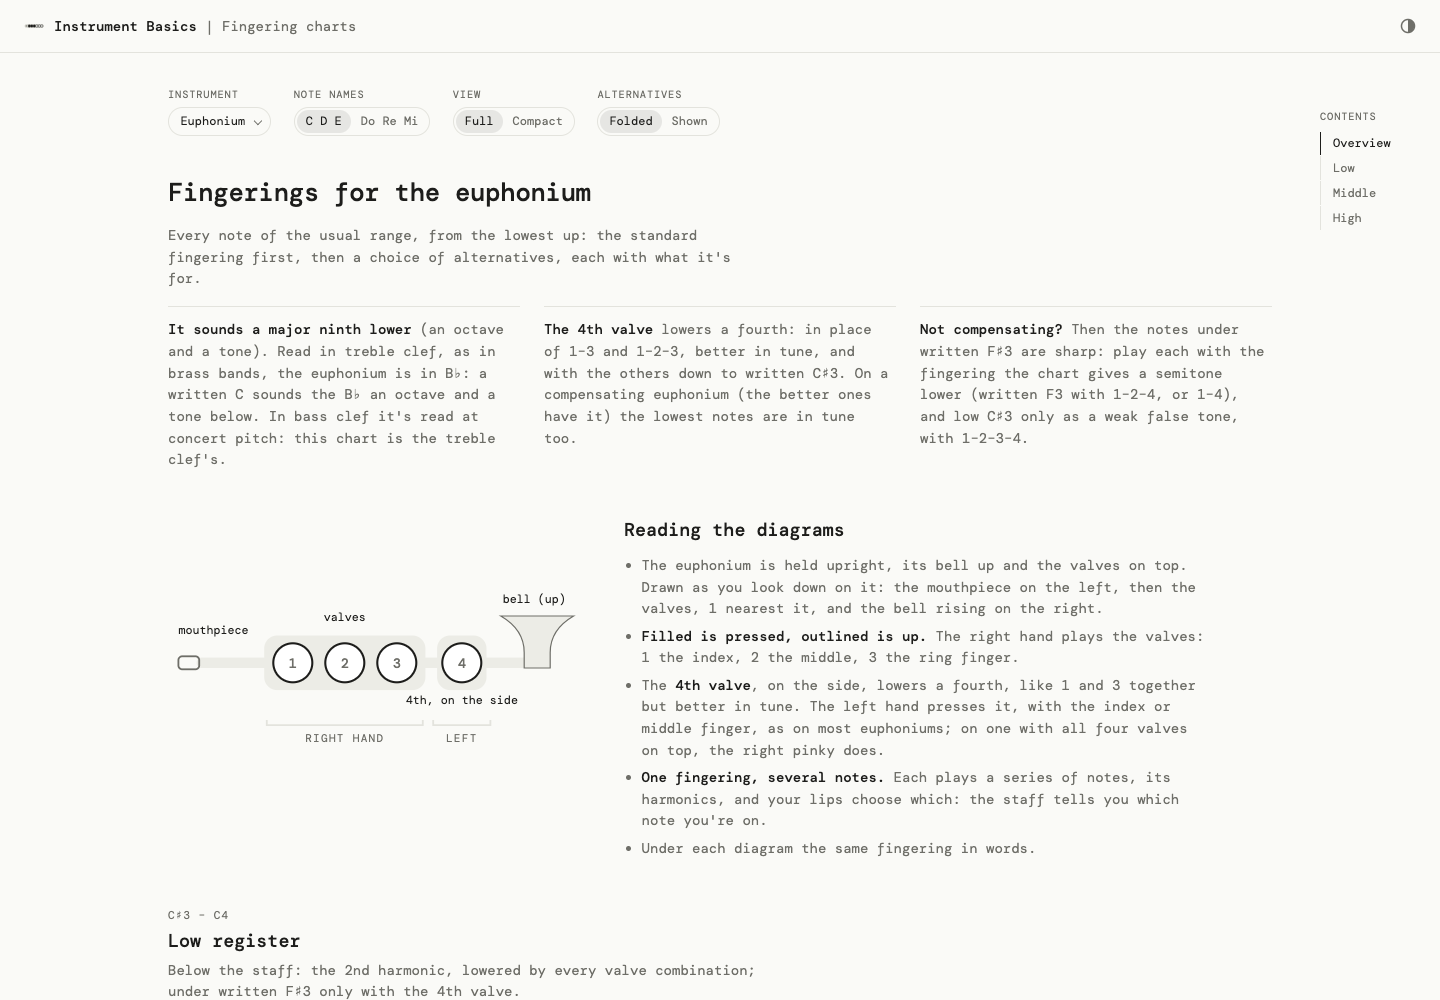 Instrument Basics | Fingering charts
INSTRUMENT
NOTE NAMES
VIEW
ALTERNATIVES
Euphonium
C D E Do Re Mi
Full Compact
Folded Shown
CONTENTS
Overview
Low
Middle
High
Fingerings for the euphonium
Every note of the usual range, from the lowest up: the standard
fingering first, then a choice of alternatives, each with what it's
for.
It sounds a major ninth lower (an octave
and a tone). Read in treble clef, as in
brass bands, the euphonium is in B♭: a
written C sounds the B♭ an octave and a
tone below. In bass clef it's read at
concert pitch: this chart is the treble
clef's.
The 4th valve lowers a fourth: in place
of 1–3 and 1–2–3, better in tune, and
with the others down to written C♯3. On a
compensating euphonium (the better ones
have it) the lowest notes are in tune
too.
Not compensating? Then the notes under
written F♯3 are sharp: play each with the
fingering the chart gives a semitone
lower (written F3 with 1–2–4, or 1–4),
and low C♯3 only as a weak false tone,
with 1–2–3–4.
mouthpiece
valves
bell (up)
1 2 3 4
4th, on the side
RIGHT HAND
LEFT
Reading the diagrams
• The euphonium is held upright, its bell up and the valves on top.
Drawn as you look down on it: the mouthpiece on the left, then the
valves, 1 nearest it, and the bell rising on the right.
• Filled is pressed, outlined is up. The right hand plays the valves:
1 the index, 2 the middle, 3 the ring finger.
• The 4th valve, on the side, lowers a fourth, like 1 and 3 together
but better in tune. The left hand presses it, with the index or
middle finger, as on most euphoniums; on one with all four valves
on top, the right pinky does.
• One fingering, several notes. Each plays a series of notes, its
harmonics, and your lips choose which: the staff tells you which
note you're on.
• Under each diagram the same fingering in words.
C♯3 – C4
Low register
Below the staff: the 2nd harmonic, lowered by every valve combination;
under written F♯3 only with the 4th valve.